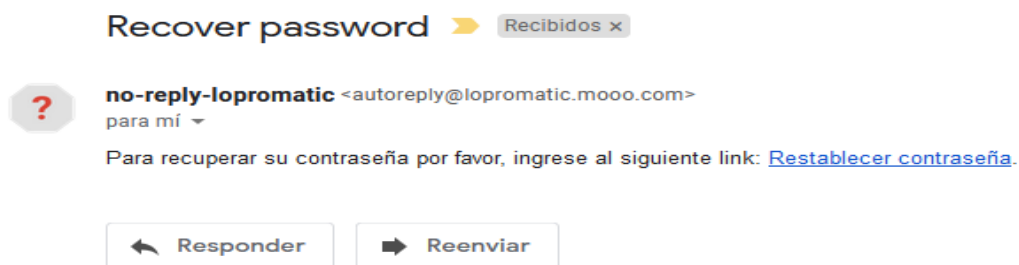 Recover password Recibidos x
?
no-reply-lopromatic <autoreply@lopromatic.mooo.com>
para mí
Para recuperar su contraseña por favor, ingrese al siguiente link: Restablecer contraseña.
Responder Reenviar